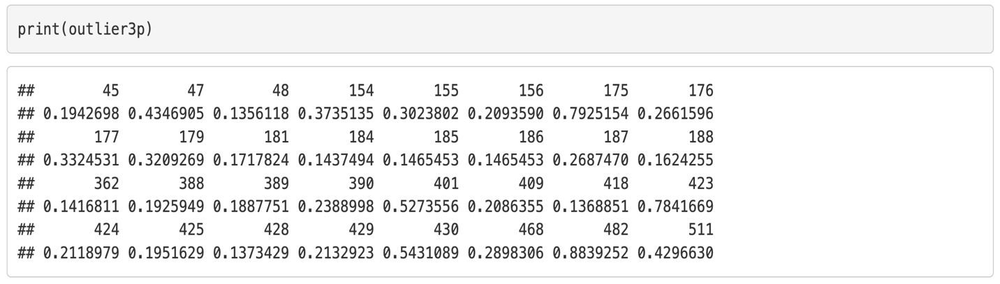 print(outlier3p)
##        45        47        48       154       155       156       175       176
## 0.1942698 0.4346905 0.1356118 0.3735135 0.3023802 0.2093590 0.7925154 0.2661596
##       177       179       181       184       185       186       187       188
## 0.3324531 0.3209269 0.1717824 0.1437494 0.1465453 0.1465453 0.2687470 0.1624255
##       362       388       389       390       401       409       418       423
## 0.1416811 0.1925949 0.1887751 0.2388998 0.5273556 0.2086355 0.1368851 0.7841669
##       424       425       428       429       430       468       482       511
## 0.2118979 0.1951629 0.1373429 0.2132923 0.5431089 0.2898306 0.8839252 0.4296630